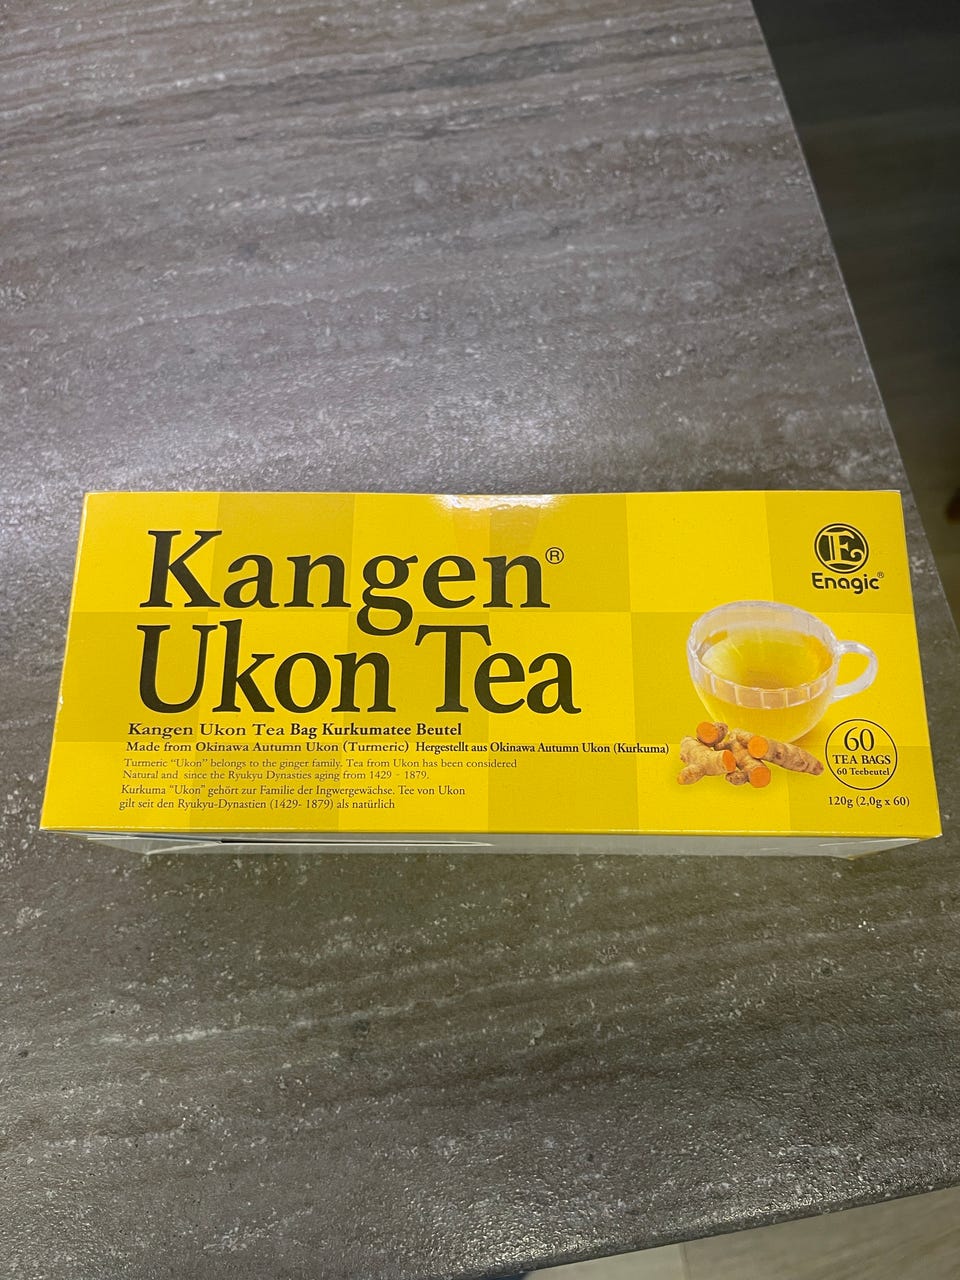 Kangen®
Ukon Tea
Kangen Ukon Tea Bag Kurkumatee Beutel
Made from Okinawa Autumn Ukon (Turmeric) Hergestellt aus Okinawa Autumn Ukon (Kurkuma)
Turmeric “Ukon” belongs to the ginger family. Tea from Ukon has been considered
Natural and since the Ryukyu Dynasties aging from 1429 - 1879.
Kurkuma “Ukon” gehört zur Familie der Ingwergewächse. Tee von Ukon
gilt seit den Ryukyu-Dynastien (1429- 1879) als natürlich
E
Enagic®
60
TEA BAGS
60 Teebeutel
120g (2,0g x 60)